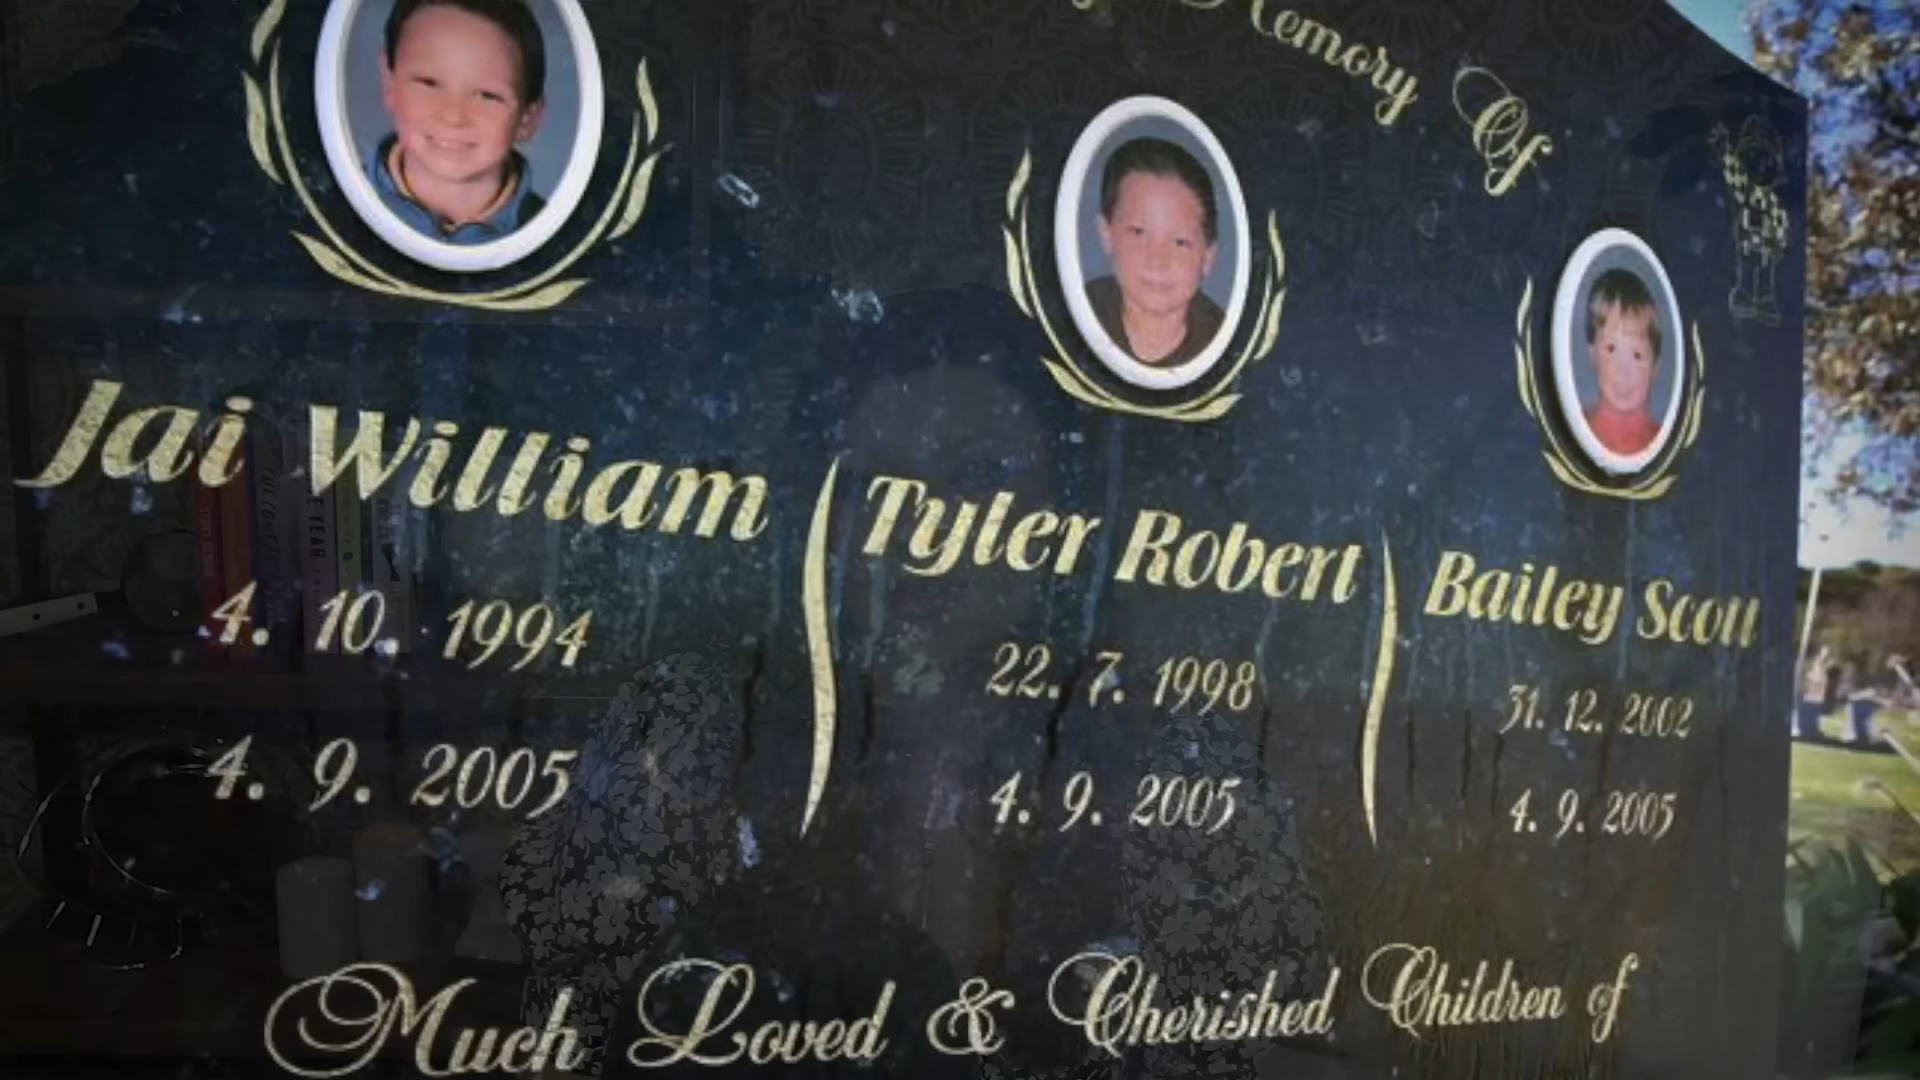 Memory Of
Jai William
4. 10. 1994
4. 9. 2005
Tyler Robert
22. 7. 1998
4. 9. 2005
Bailey Scott
31. 12. 2002
4. 9. 2005
Much Loved & Cherished Children of